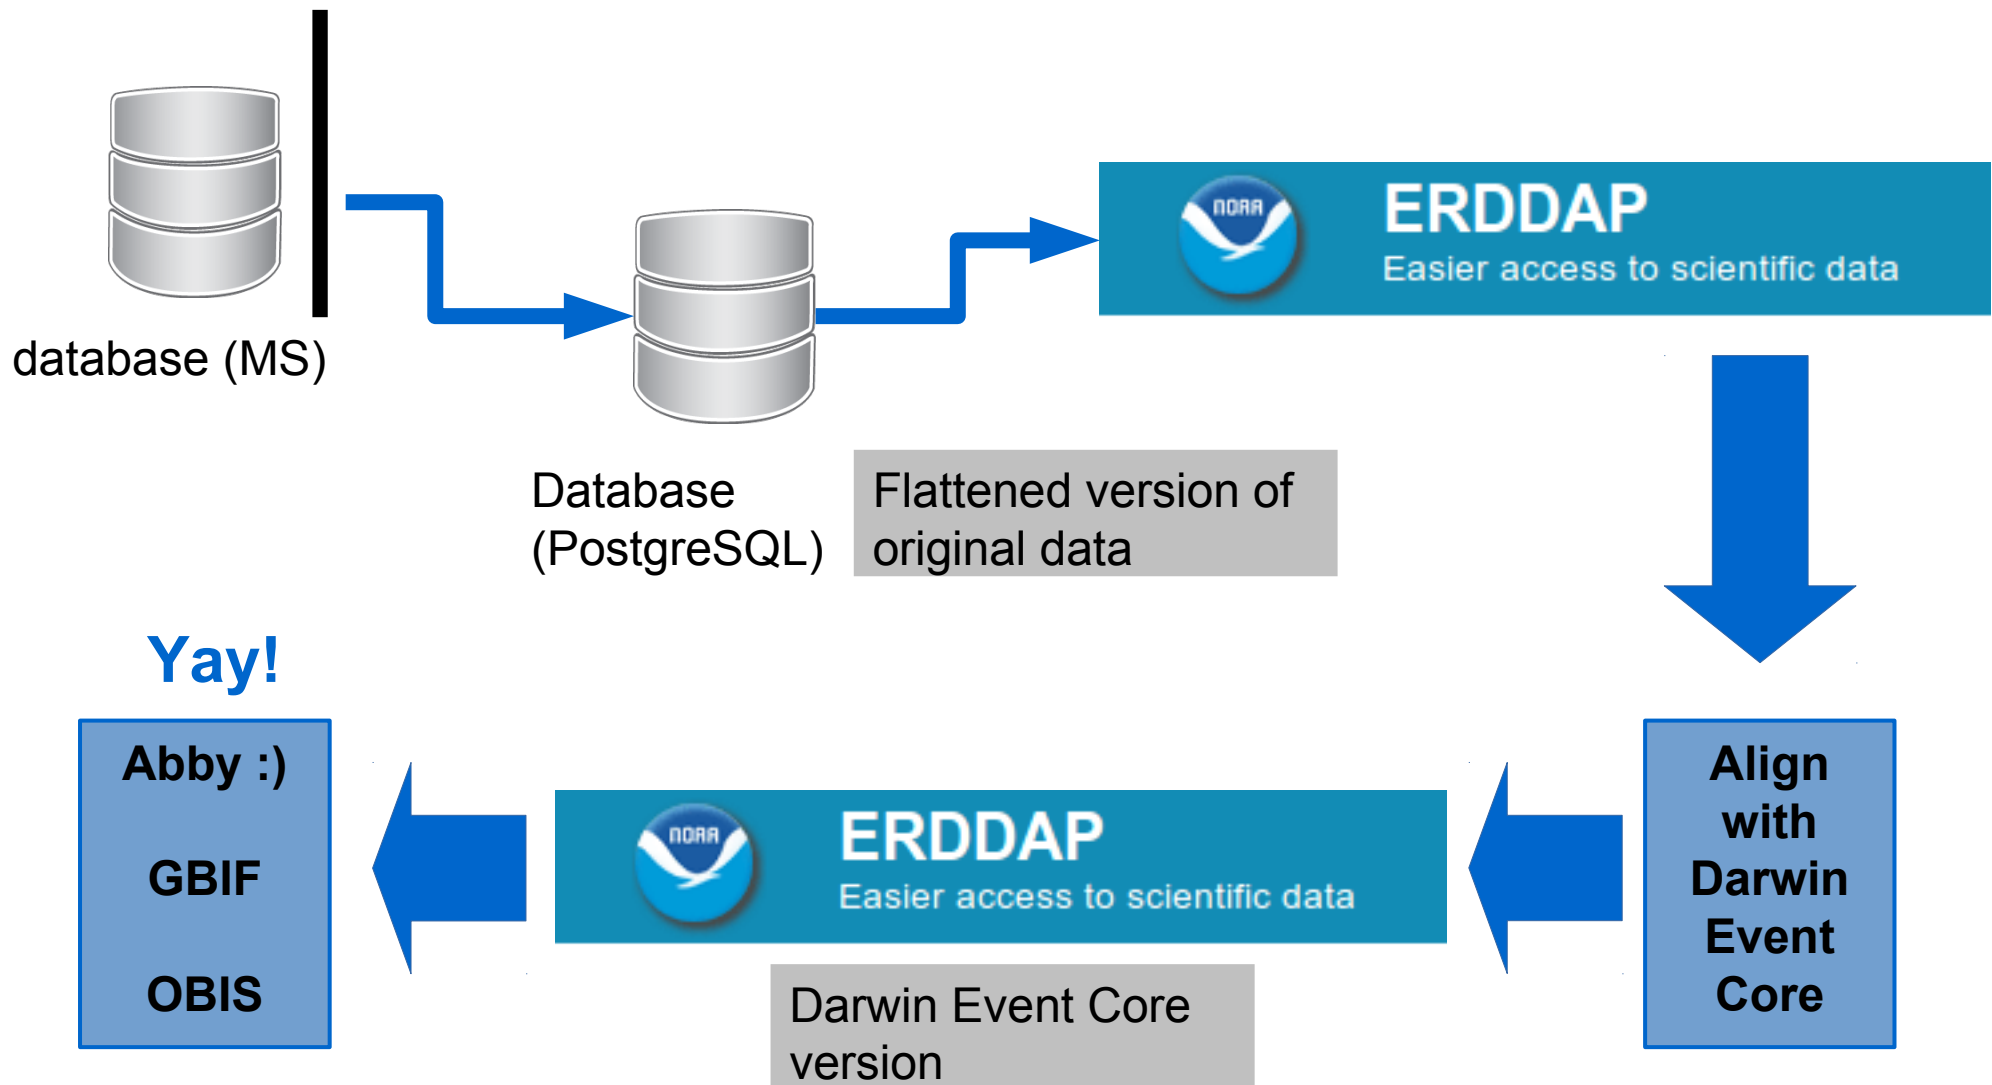 NOAA
ERDDAP
Easier access to scientific data
database (MS)
Database
(PostgreSQL)
Flattened version of
original data
Yay!
Abby :)
GBIF
OBIS
NOAA
ERDDAP
Easier access to scientific data
Align
with
Darwin
Event
Core
Darwin Event Core
version